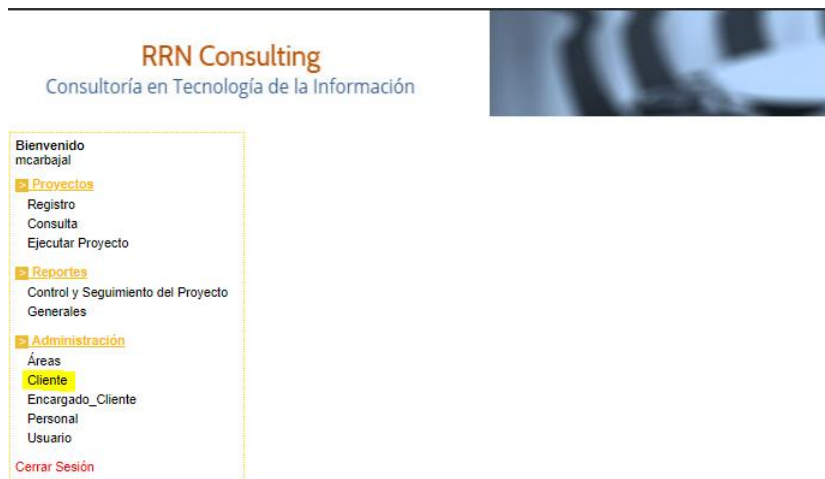 RRN Consulting
Consultoría en Tecnología de la Información
Bienvenido
mcarbajal
> Proyectos
Registro
Consulta
Ejecutar Proyecto
> Reportes
Control y Seguimiento del Proyecto
Generales
> Administración
Áreas
Cliente
Encargado_Cliente
Personal
Usuario
Cerrar Sesión